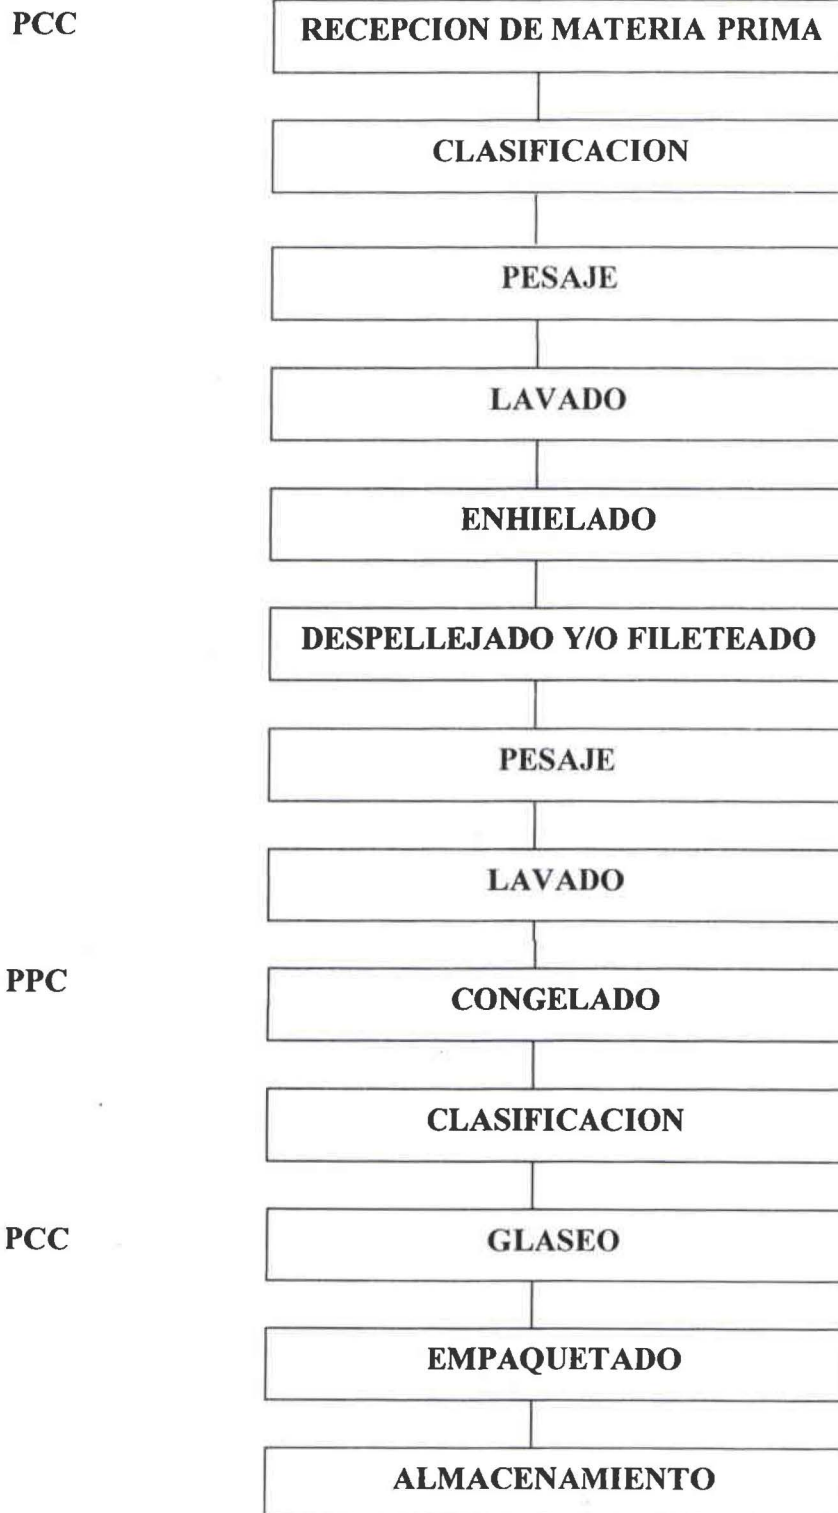 PCC RECEPCION DE MATERIA PRIMA
CLASIFICACION
PESAJE
LAVADO
ENHIELADO
DESPELLEJADO Y/O FILETEADO
PESAJE
LAVADO
PPC CONGELADO
CLASIFICACION
PCC GLASEO
EMPAQUETADO
ALMACENAMIENTO